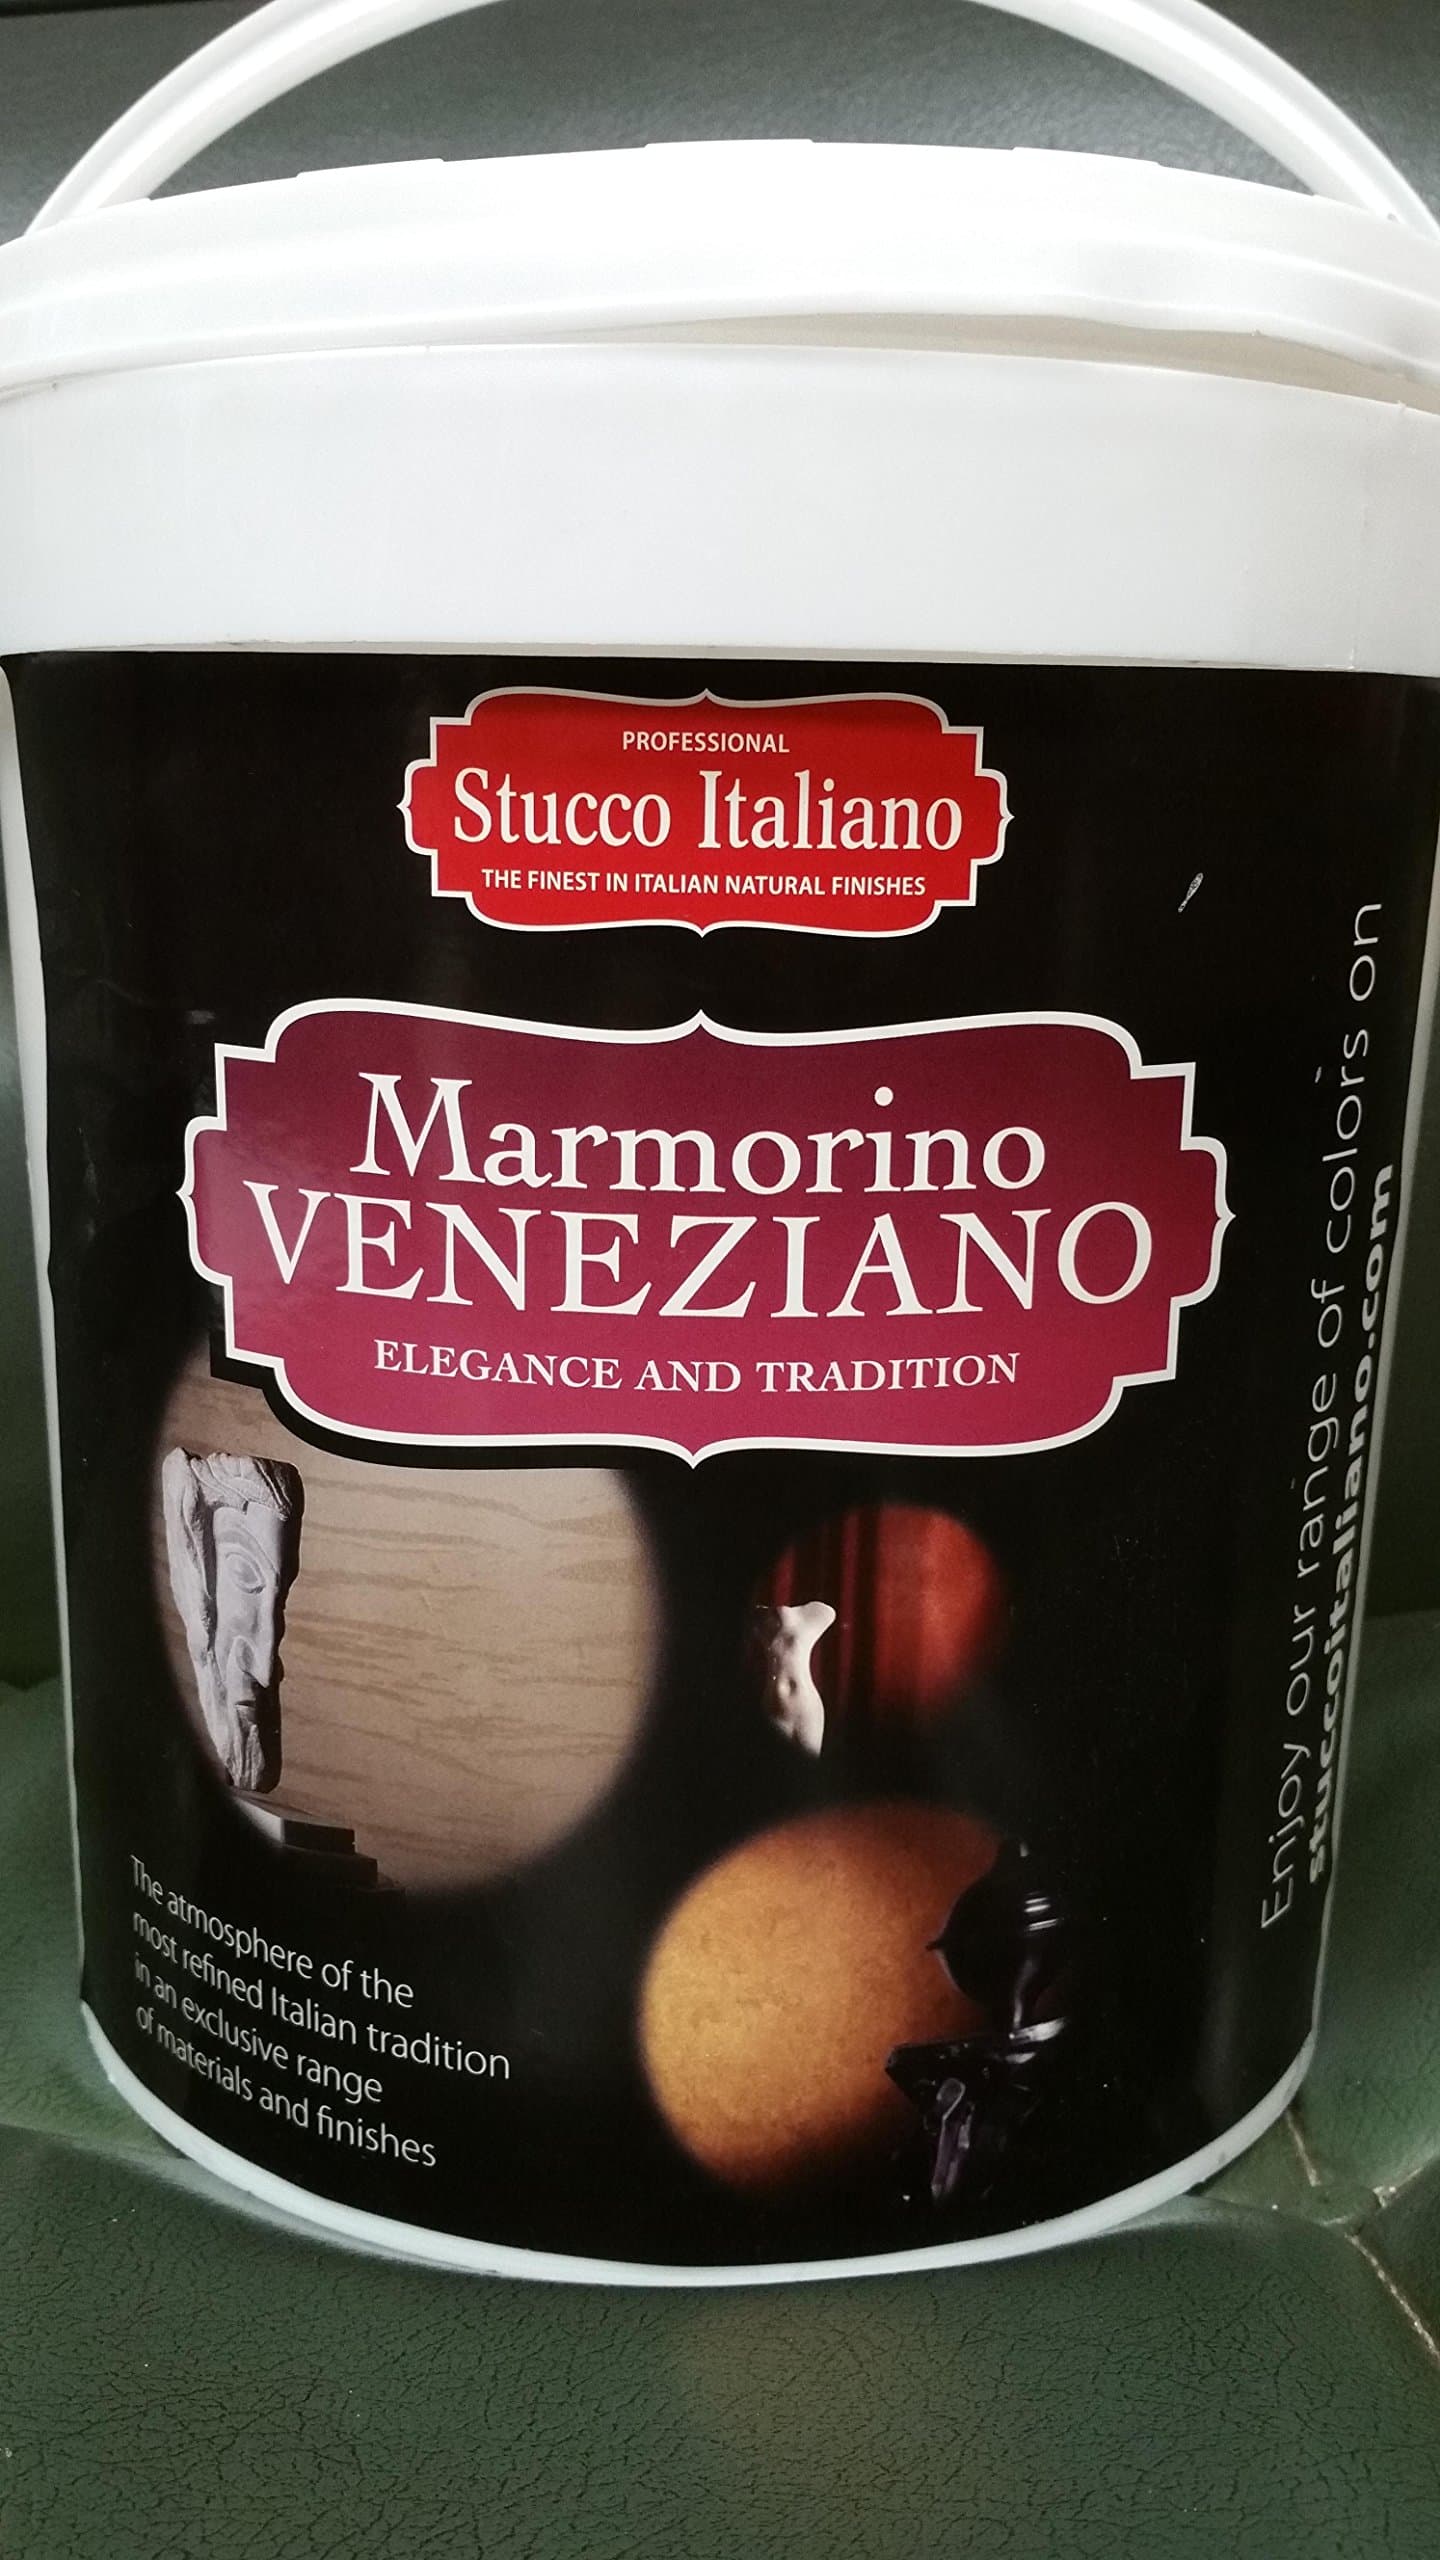 PROFESSIONAL
Stucco Italiano
THE FINEST IN ITALIAN NATURAL FINISHES
Marmorino
VENEZIANO
ELEGANCE AND TRADITION
The atmosphere of the
most refined Italian tradition
in an exclusive range
of materials and finishes
Enjoy our range of colors on
stuccoitaliano.com